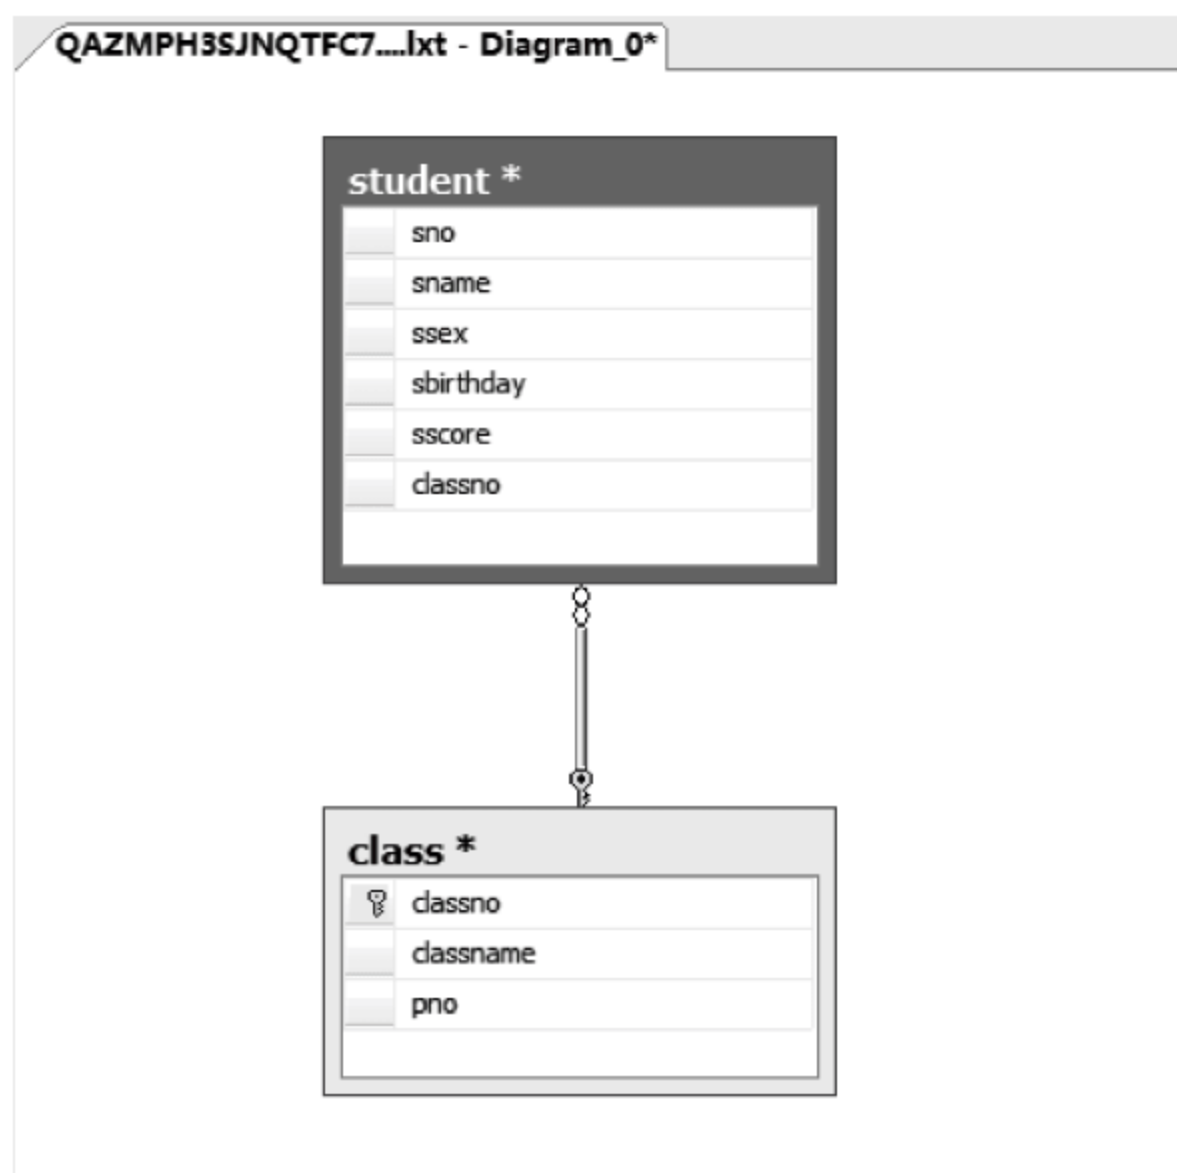 QAZMPH3SJNQTFC7....lxt - Diagram_0*
student *
sno
sname
ssex
sbirthday
sscore
classno
class *
classno
classname
pno